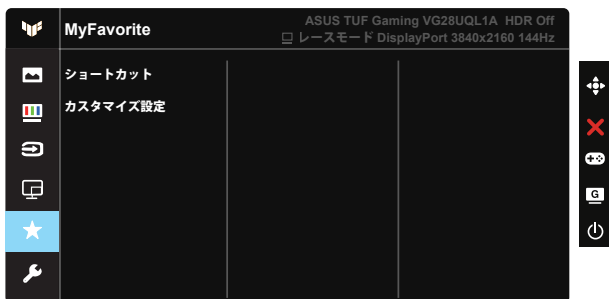 MyFavorite
ASUS TUF Gaming VG28UQL1A HDR Off
レースモード DisplayPort 3840x2160 144Hz
ショートカット
カスタマイズ設定
G